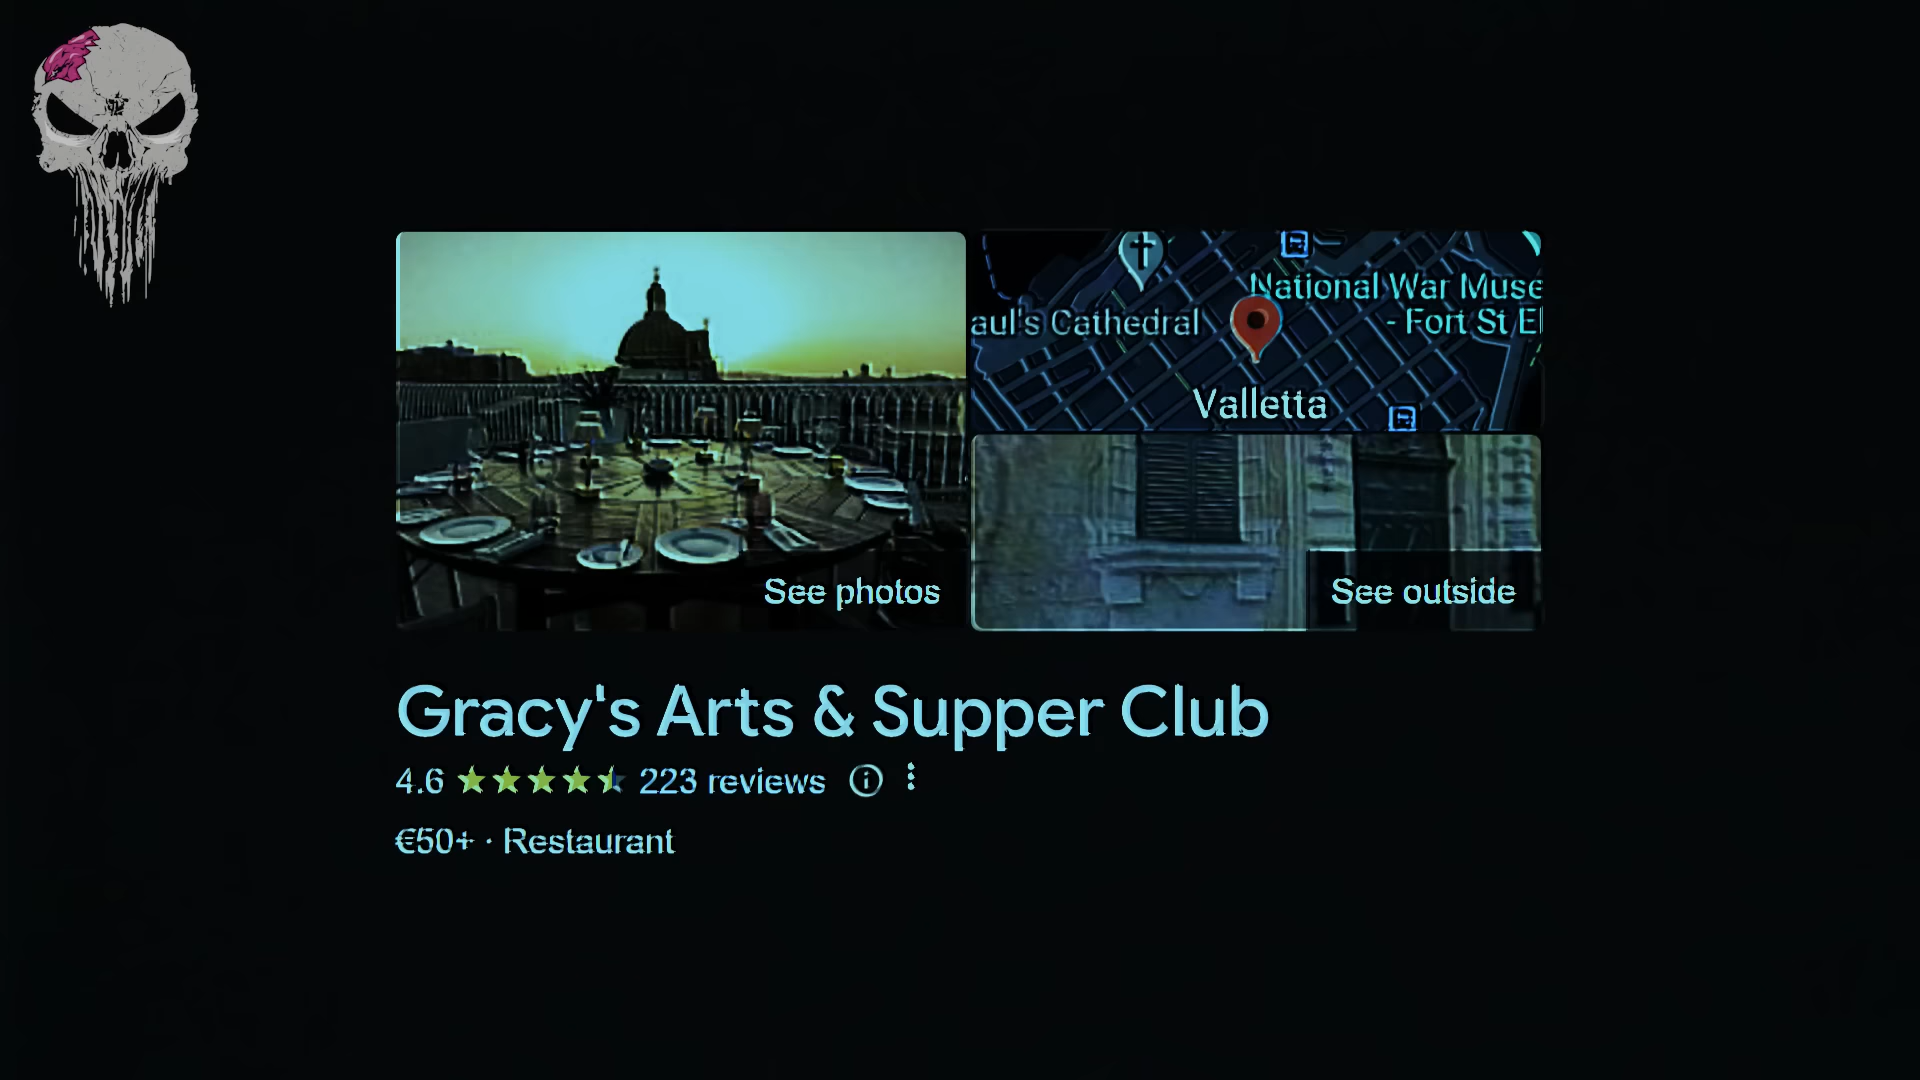 aul's Cathedral
National War Muse
- Fort St El
Valletta
See photos
See outside
Gracy's Arts & Supper Club
4.6 223 reviews
€50+ · Restaurant